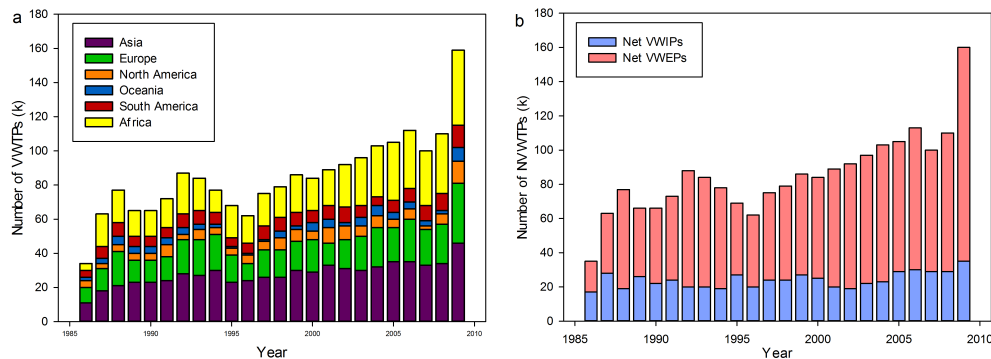 a
Number of VWTPs (k)
180
160
140
120
100
80
60
40
20
0
Asia
Europe
North America
Oceania
South America
Africa
1985
1990
1995
2000
2005
2010
Year
b
Number of NVWTPs (k)
180
160
140
120
100
80
60
40
20
0
Net VWIPs
Net VWEPs
1985
1990
1995
2000
2005
2010
Year